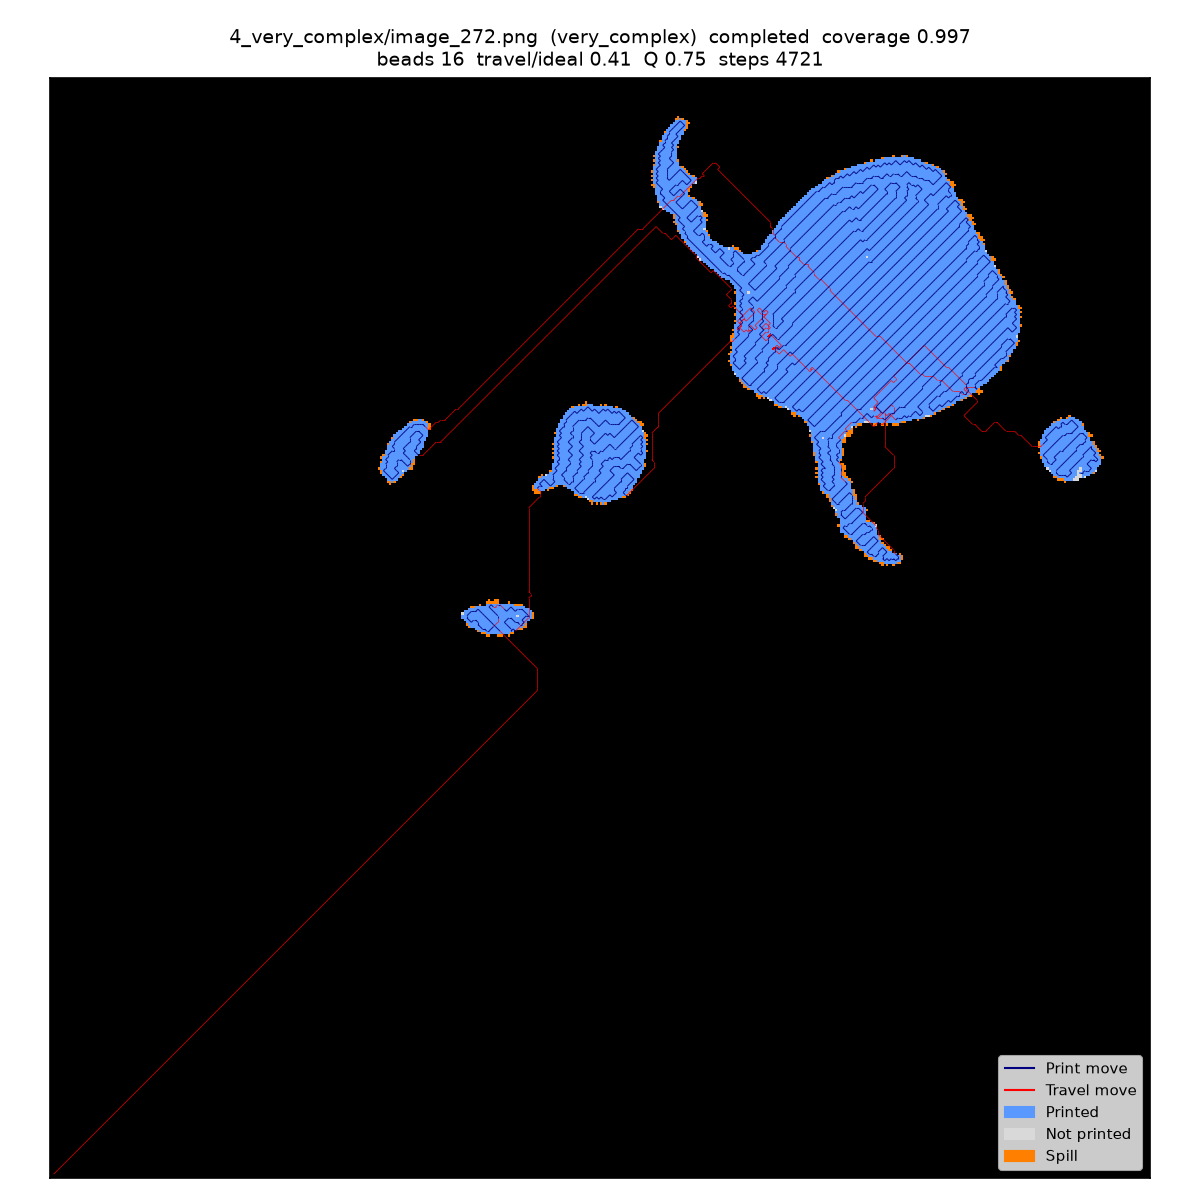 4_very_complex/image_272.png  (very_complex)  completed  coverage 0.997
beads 16  travel/ideal 0.41  Q 0.75  steps 4721
Print move
Travel move
Printed
Not printed
Spill